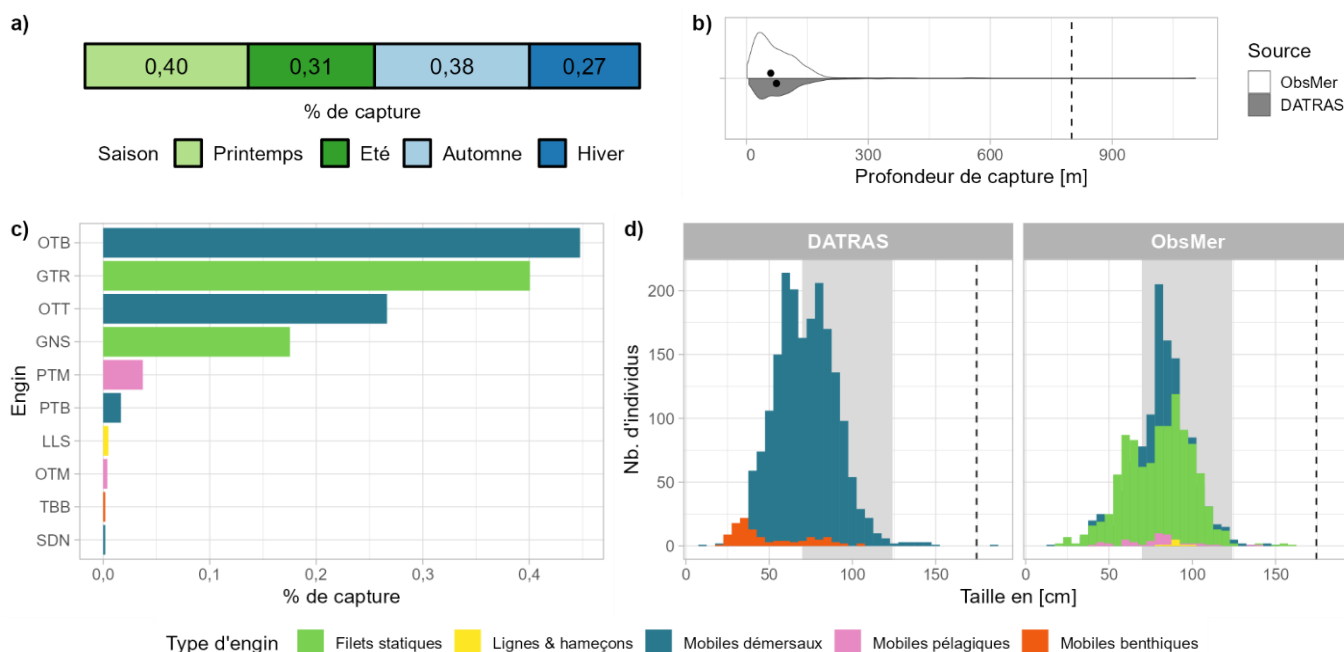 a)
0,40 0,31 0,38 0,27
% de capture
Saison Printemps Eté Automne Hiver
b)
0 300 600 900
Profondeur de capture [m]
Source
ObsMer
DATRAS
c)
Engin
OTB
GTR
OTT
GNS
PTM
PTB
LLS
OTM
TBB
SDN
0,0 0,1 0,2 0,3 0,4
% de capture
d)
DATRAS ObsMer
Nb. d'individus
200
150
100
50
0
0 50 100 150 0 50 100 150
Taille en [cm]
Type d'engin Filets statiques Lignes & hameçons Mobiles démersaux Mobiles pélagiques Mobiles benthiques